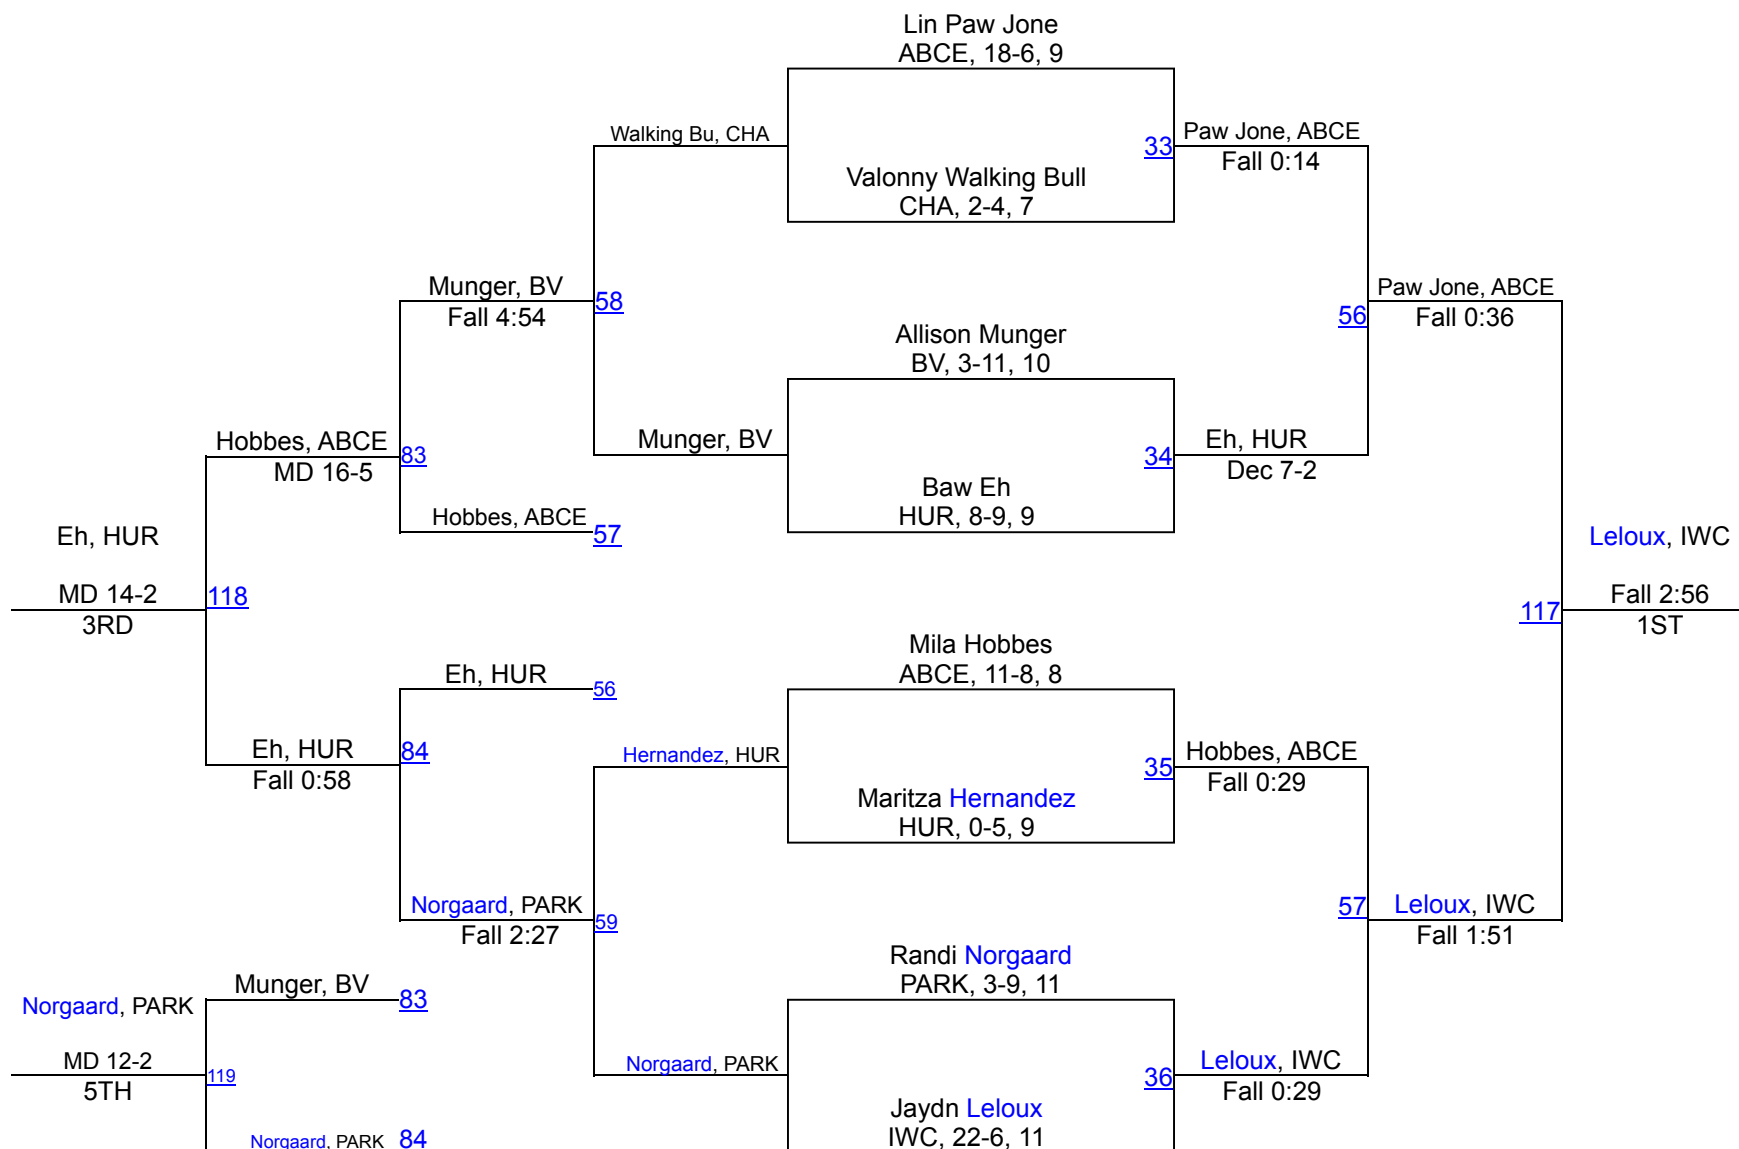 Lin Paw Jone
ABCE, 18-6, 9
Walking Bu, CHA
33
Paw Jone, ABCE
Fall 0:14
Valonny Walking Bull
CHA, 2-4, 7
Munger, BV
Fall 4:54
58
Paw Jone, ABCE
Fall 0:36
56
Allison Munger
BV, 3-11, 10
Hobbes, ABCE
MD 16-5
83
Munger, BV
34
Eh, HUR
Dec 7-2
Baw Eh
HUR, 8-9, 9
Hobbes, ABCE
57
Eh, HUR
MD 14-2
3RD
118
Leloux, IWC
Fall 2:56
1ST
117
Mila Hobbes
ABCE, 11-8, 8
Eh, HUR
56
Eh, HUR
Fall 0:58
84
Hernandez, HUR
35
Hobbes, ABCE
Fall 0:29
Maritza Hernandez
HUR, 0-5, 9
Norgaard, PARK
Fall 2:27
59
57
Leloux, IWC
Fall 1:51
Randi Norgaard
PARK, 3-9, 11
Munger, BV
83
Norgaard, PARK
MD 12-2
5TH
119
Norgaard, PARK
36
Leloux, IWC
Fall 0:29
Jaydn Leloux
IWC, 22-6, 11
Norgaard, PARK
84